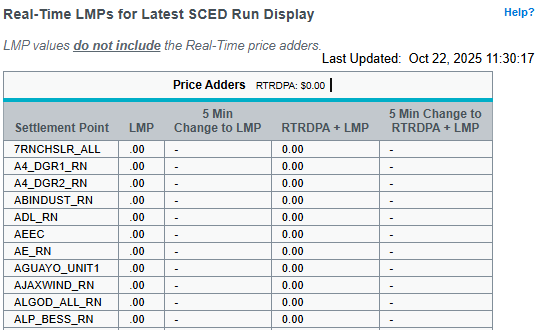 Real-Time LMPs for Latest SCED Run Display Help?
LMP values do not include the Real-Time price adders.
Last Updated: Oct 22, 2025 11:30:17
Price Adders RTRDPA: $0.00
Settlement Point LMP 5 Min Change to LMP RTRDPA + LMP 5 Min Change to RTRDPA + LMP
7RNCHSLR_ALL .00 - 0.00 -
A4_DGR1_RN .00 - 0.00 -
A4_DGR2_RN .00 - 0.00 -
ABINDUST_RN .00 - 0.00 -
ADL_RN .00 - 0.00 -
AEEC .00 - 0.00 -
AE_RN .00 - 0.00 -
AGUAYO_UNIT1 .00 - 0.00 -
AJAXWIND_RN .00 - 0.00 -
ALGOD_ALL_RN .00 - 0.00 -
ALP_BESS_RN .00 - 0.00 -